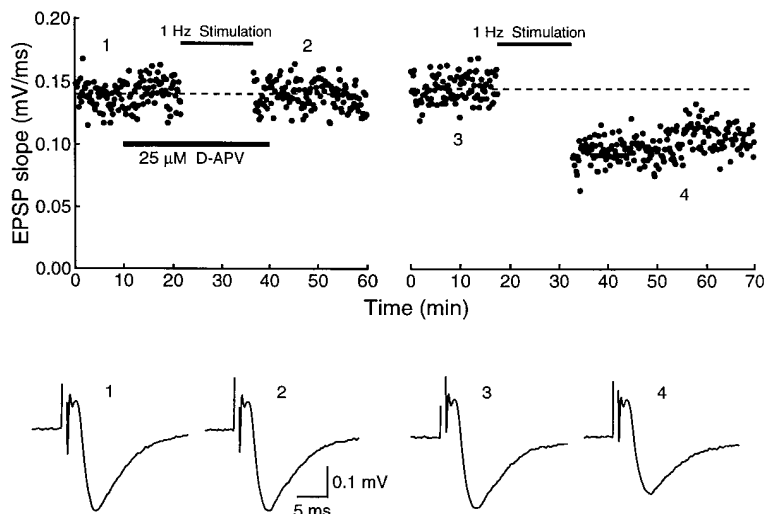 1 Hz Stimulation
1 Hz Stimulation
0.20
0.15
0.10
0.05
0.00
EPSP slope (mV/ms)
1
2
3
4
25 µM D-APV
0 10 20 30 40 50 60
0 10 20 30 40 50 60 70
Time (min)
1
2
3
4
0.1 mV
5 ms